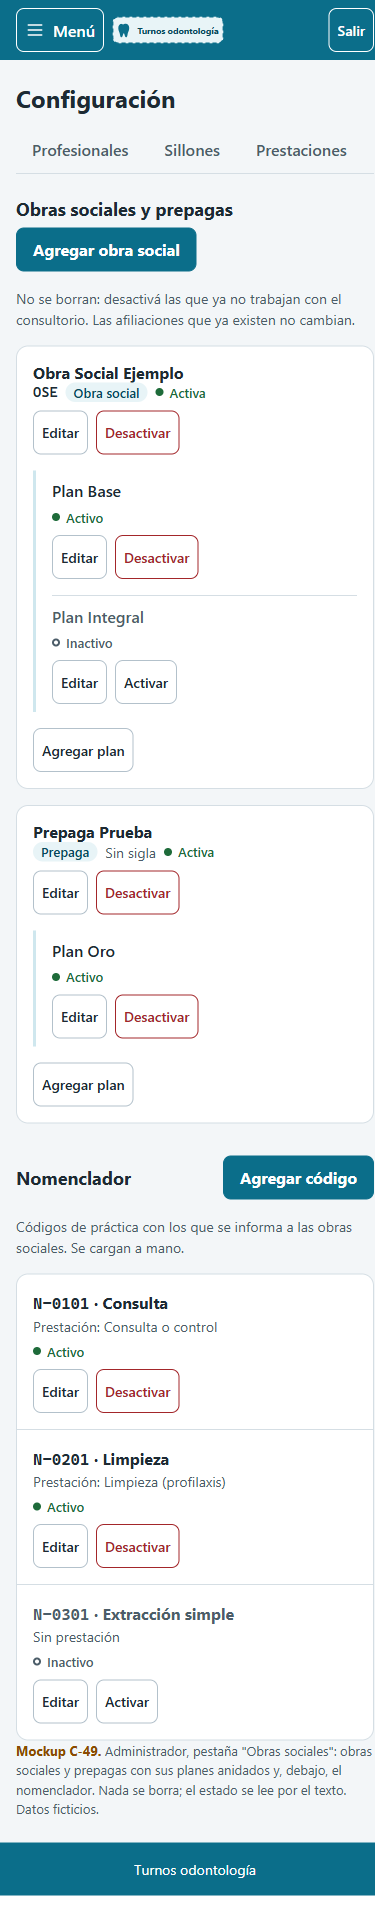 Menú
Turnos odontología
Salir
Configuración
Profesionales Sillones Prestaciones
Obras sociales y prepagas
Agregar obra social
No se borran: desactivá las que ya no trabajan con el
consultorio. Las afiliaciones que ya existen no cambian.
Obra Social Ejemplo
OSE Obra social Activa
Editar Desactivar
Plan Base
Activo
Editar Desactivar
Plan Integral
Inactivo
Editar Activar
Agregar plan
Prepaga Prueba
Prepaga Sin sigla Activa
Editar Desactivar
Plan Oro
Activo
Editar Desactivar
Agregar plan
Nomenclador
Agregar código
Códigos de práctica con los que se informa a las obras
sociales. Se cargan a mano.
N-0101 · Consulta
Prestación: Consulta o control
Activo
Editar Desactivar
N-0201 · Limpieza
Prestación: Limpieza (profilaxis)
Activo
Editar Desactivar
N-0301 · Extracción simple
Sin prestación
Inactivo
Editar Activar
Mockup C-49. Administrador, pestaña "Obras sociales": obras
sociales y prepagas con sus planes anidados y, debajo, el
nomenclador. Nada se borra; el estado se lee por el texto.
Datos ficticios.
Turnos odontología